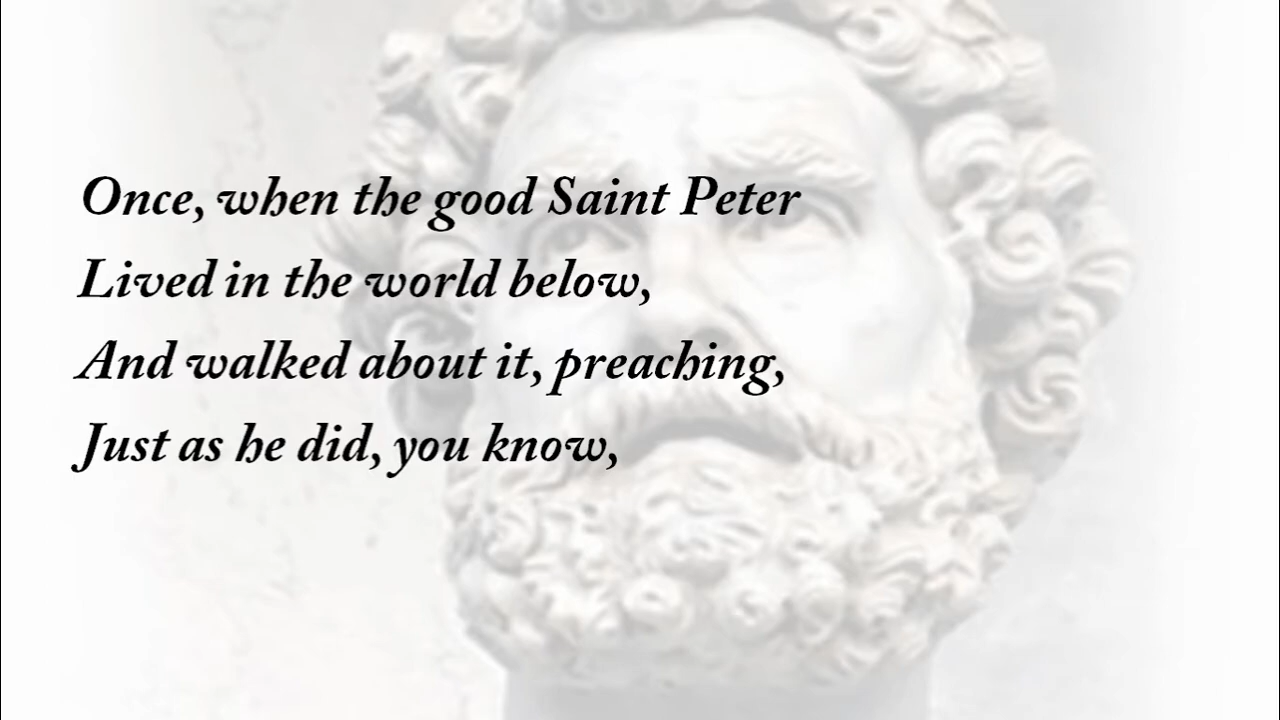 Once, when the good Saint Peter
Lived in the world below,
And walked about it, preaching,
Just as he did, you know,